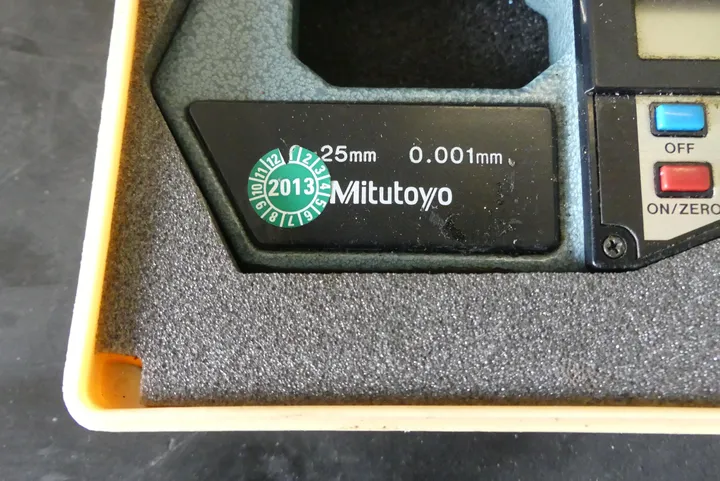 -25mm 0.001mm
Mitutoyo
2013
1 2 3 4 5 6 7 8 9 10 11 12
OFF
ON/ZERO